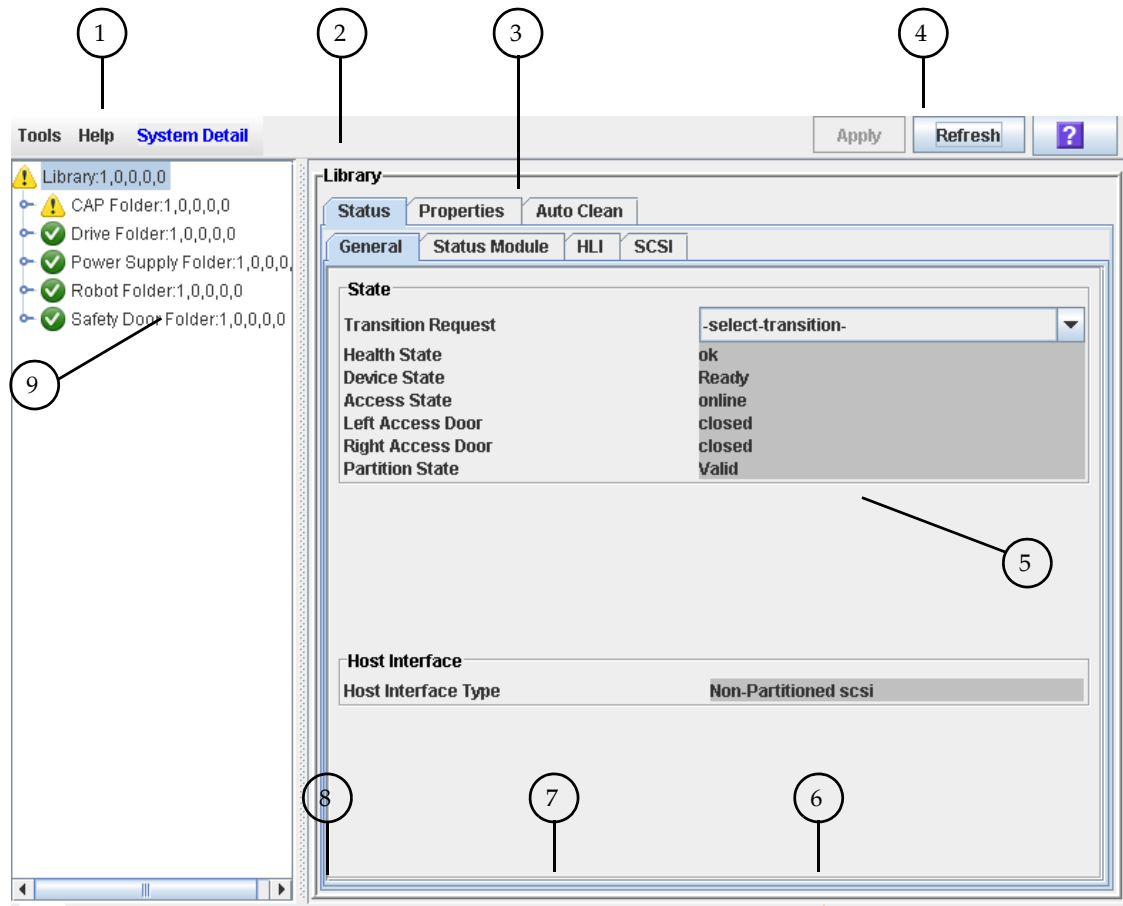 1
2
3
4
Tools Help System Detail
Apply Refresh ?
Library:1,0,0,0,0
CAP Folder:1,0,0,0,0
Drive Folder:1,0,0,0,0
Power Supply Folder:1,0,0,0,
Robot Folder:1,0,0,0,0
Safety Door Folder:1,0,0,0,0
9
Library
Status Properties Auto Clean
General Status Module HLI SCSI
State
Transition Request -select-transition-
Health State ok
Device State Ready
Access State online
Left Access Door closed
Right Access Door closed
Partition State Valid
5
Host Interface
Host Interface Type Non-Partitioned scsi
8
7
6